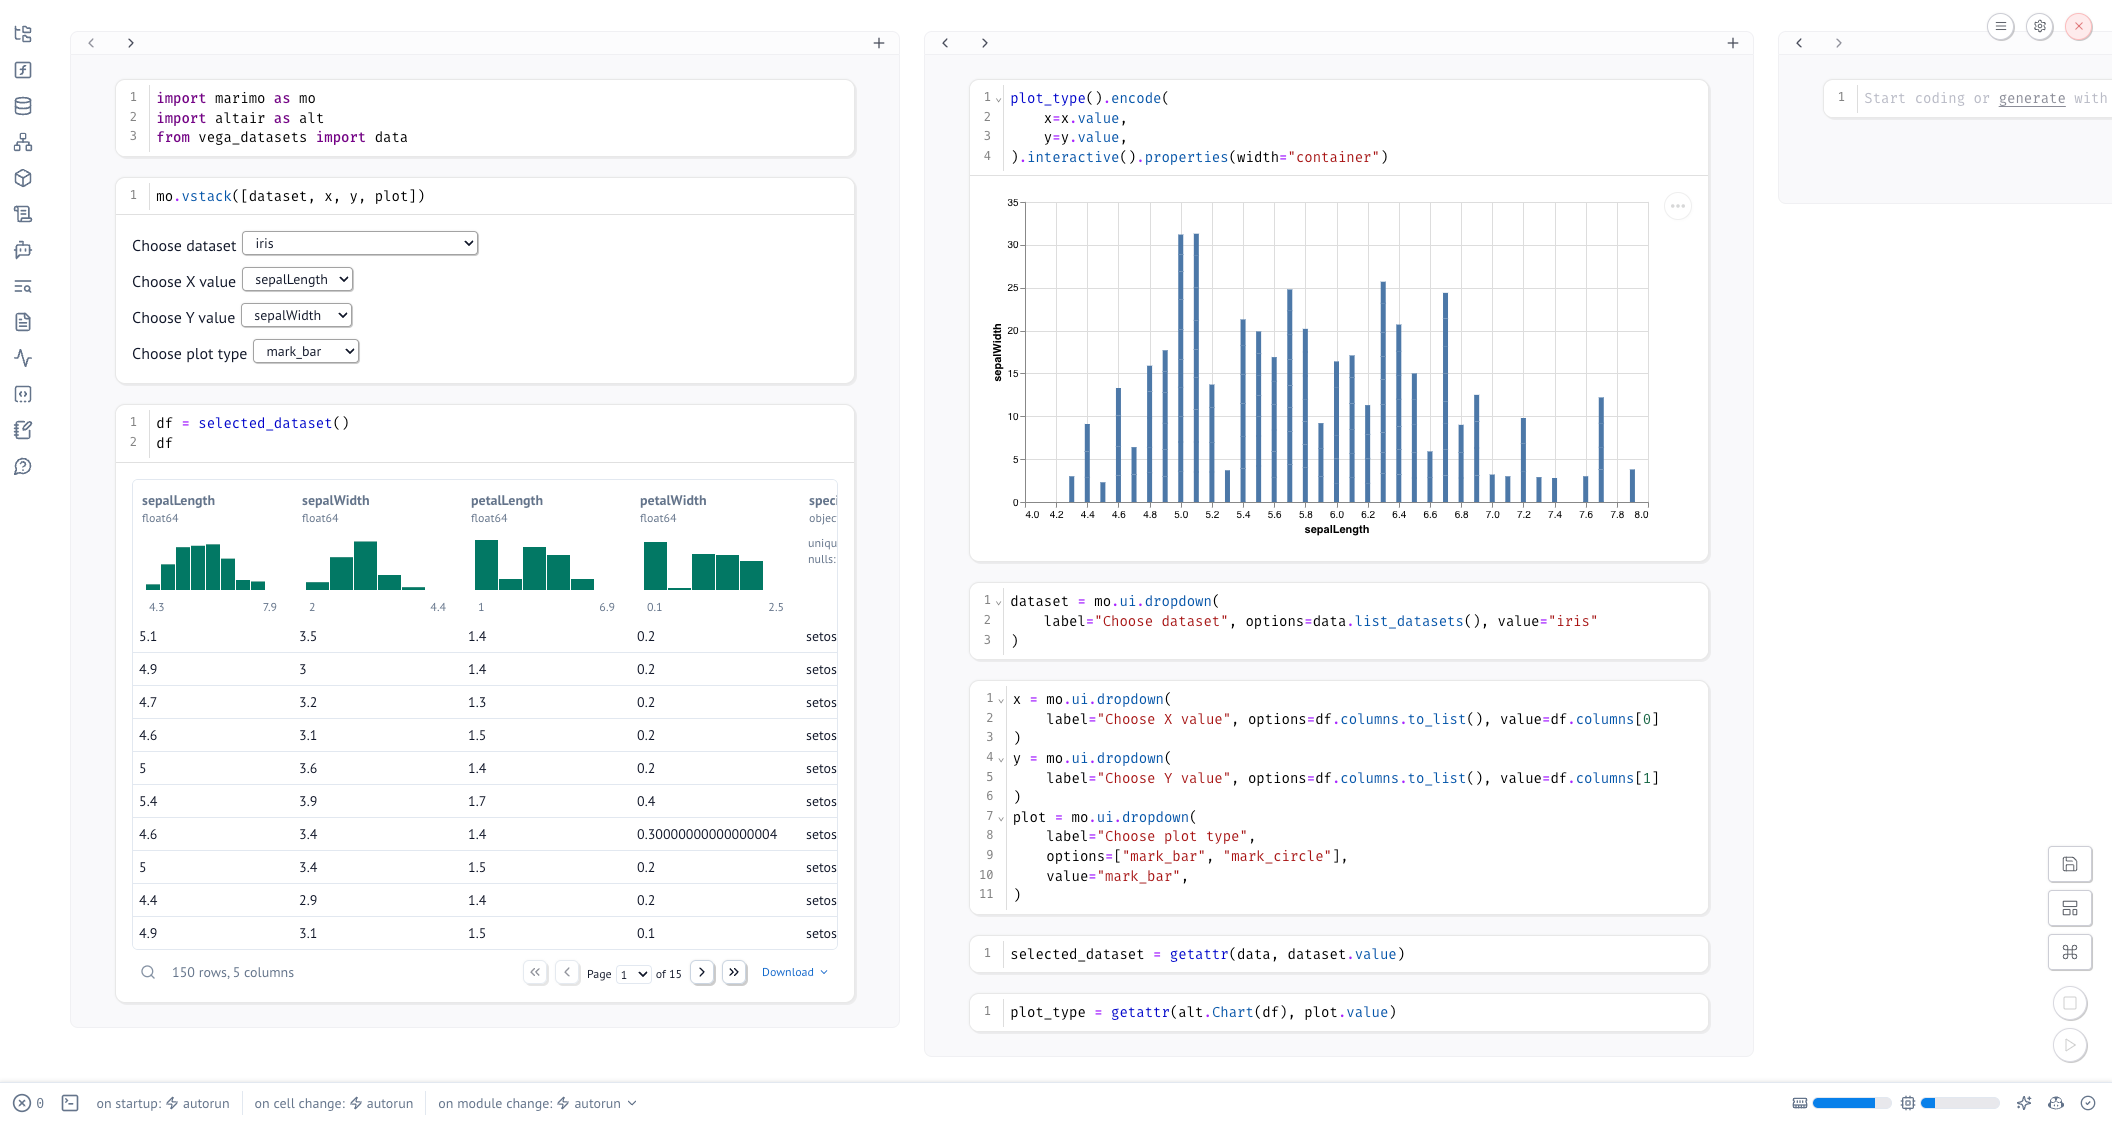 1 import marimo as mo
2 import altair as alt
3 from vega_datasets import data
1 mo.vstack([dataset, x, y, plot])
Choose dataset iris
Choose X value sepalLength
Choose Y value sepalWidth
Choose plot type mark_bar
1 df = selected_dataset()
2 df
sepalLength sepalWidth petalLength petalWidth speci
float64 float64 float64 float64 objec
uniqu
nulls:
4.3 7.9 2 4.4 1 6.9 0.1 2.5
5.1 3.5 1.4 0.2 setos
4.9 3 1.4 0.2 setos
4.7 3.2 1.3 0.2 setos
4.6 3.1 1.5 0.2 setos
5 3.6 1.4 0.2 setos
5.4 3.9 1.7 0.4 setos
4.6 3.4 1.4 0.30000000000000004 setos
5 3.4 1.5 0.2 setos
4.4 2.9 1.4 0.2 setos
4.9 3.1 1.5 0.1 setos
150 rows, 5 columns Page 1 of 15 Download
1 plot_type().encode(
2 x=x.value,
3 y=y.value,
4 ).interactive().properties(width="container")
35
30
25
20
15
10
5
0
sepalWidth
4.0 4.2 4.4 4.6 4.8 5.0 5.2 5.4 5.6 5.8 6.0 6.2 6.4 6.6 6.8 7.0 7.2 7.4 7.6 7.8 8.0
sepalLength
1 dataset = mo.ui.dropdown(
2 label="Choose dataset", options=data.list_datasets(), value="iris"
3 )
1 x = mo.ui.dropdown(
2 label="Choose X value", options=df.columns.to_list(), value=df.columns[0]
3 )
4 y = mo.ui.dropdown(
5 label="Choose Y value", options=df.columns.to_list(), value=df.columns[1]
6 )
7 plot = mo.ui.dropdown(
8 label="Choose plot type",
9 options=["mark_bar", "mark_circle"],
10 value="mark_bar",
11 )
1 selected_dataset = getattr(data, dataset.value)
1 plot_type = getattr(alt.Chart(df), plot.value)
1 Start coding or generate with
0 on startup: autorun on cell change: autorun on module change: autorun